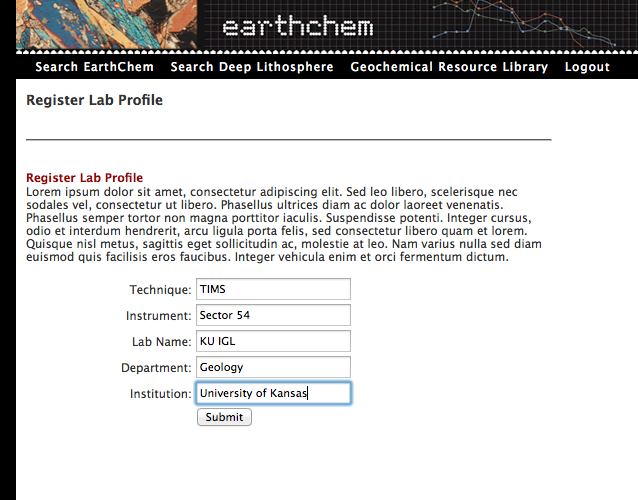 earthchem
Search EarthChem Search Deep Lithosphere Geochemical Resource Library Logout
Register Lab Profile
Register Lab Profile
Lorem ipsum dolor sit amet, consectetur adipiscing elit. Sed leo libero, scelerisque nec
sodales vel, consectetur ut libero. Phasellus ultrices diam ac dolor laoreet venenatis.
Phasellus semper tortor non magna porttitor iaculis. Suspendisse potenti. Integer cursus,
odio et interdum hendrerit, arcu ligula porta felis, sed consectetur libero quam et lorem.
Quisque nisl metus, sagittis eget sollicitudin ac, molestie at leo. Nam varius nulla sed diam
euismod quis facilisis eros faucibus. Integer vehicula enim et orci fermentum dictum.
Technique: TIMS
Instrument: Sector 54
Lab Name: KU IGL
Department: Geology
Institution: University of Kansas
Submit